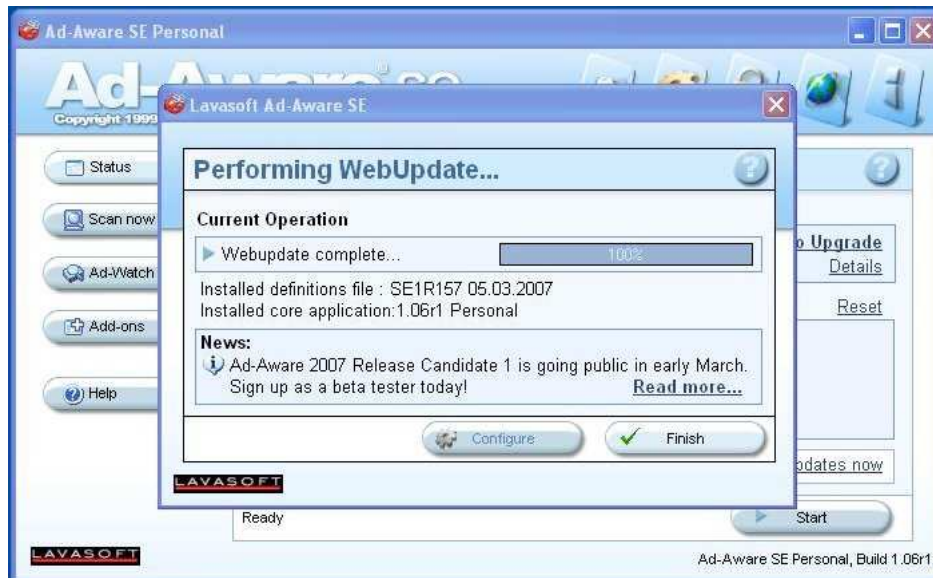 Ad-Aware SE Personal
Copyright 1999
Status
Scan now
Ad-Watch
Add-ons
Help
LAVASOFT
Lavasoft Ad-Aware SE
Performing WebUpdate...
Current Operation
Webupdate complete...
100%
Installed definitions file : SE1R157 05.03.2007
Installed core application:1.06r1 Personal
News:
Ad-Aware 2007 Release Candidate 1 is going public in early March.
Sign up as a beta tester today! Read more...
Configure
Finish
LAVASOFT
Upgrade
Details
Reset
now
Ready
Start
Ad-Aware SE Personal, Build 1.06r1